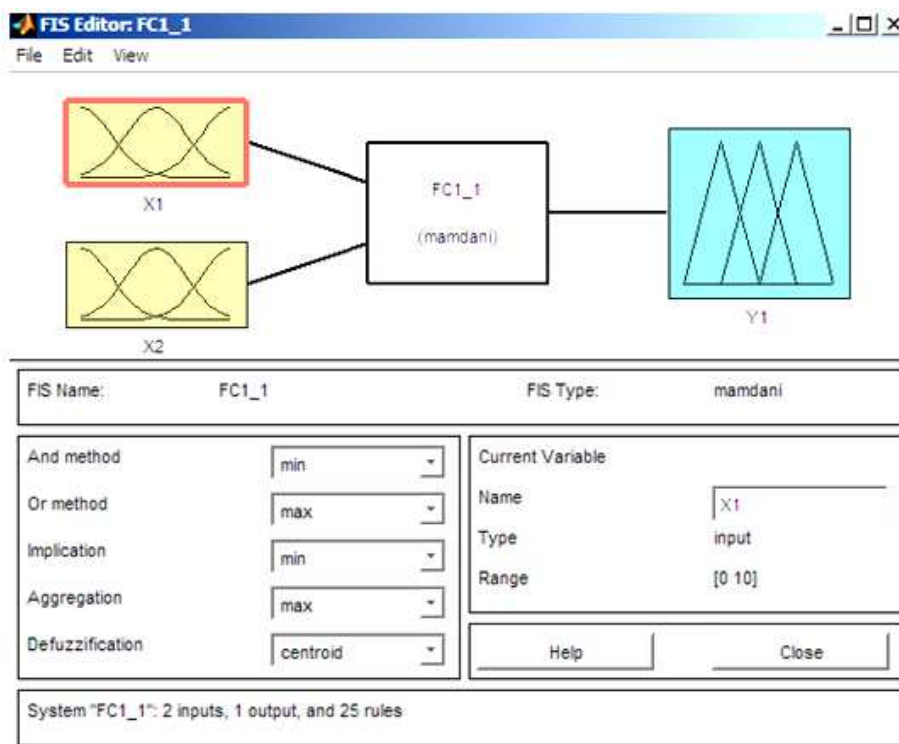 FIS Editor: FC1_1
File Edit View
X1
FC1_1
(mamdani)
X2
Y1
FIS Name: FC1_1 FIS Type: mamdani
And method min
Or method max
Implication min
Aggregation max
Defuzzification centroid
Current Variable
Name X1
Type input
Range [0 10]
Help Close
System "FC1_1": 2 inputs, 1 output, and 25 rules